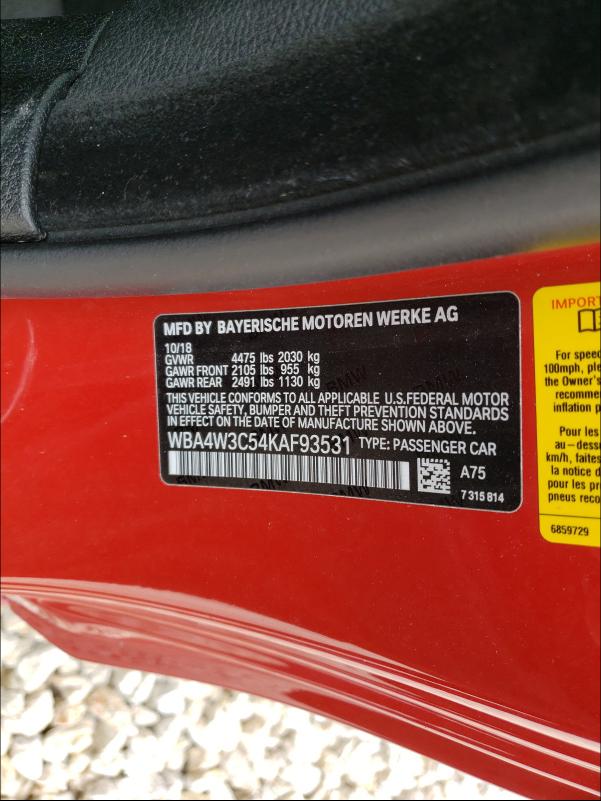 MFD BY BAYERISCHE MOTOREN WERKE AG
10/18
GVWR 4475 lbs 2030 kg
GAWR FRONT 2105 lbs 955 kg
GAWR REAR 2491 lbs 1130 kg
THIS VEHICLE CONFORMS TO ALL APPLICABLE U.S.FEDERAL MOTOR
VEHICLE SAFETY, BUMPER AND THEFT PREVENTION STANDARDS
IN EFFECT ON THE DATE OF MANUFACTURE SHOWN ABOVE.
WBA4W3C54KAF93531 TYPE: PASSENGER CAR
A75
7 315 814
IMPORT
For speed
100mph, ple
the Owner's
recommen
inflation p
Pour les
au-dessu
km/h, faites
la notice d
pour les p
pneus reco
6859729